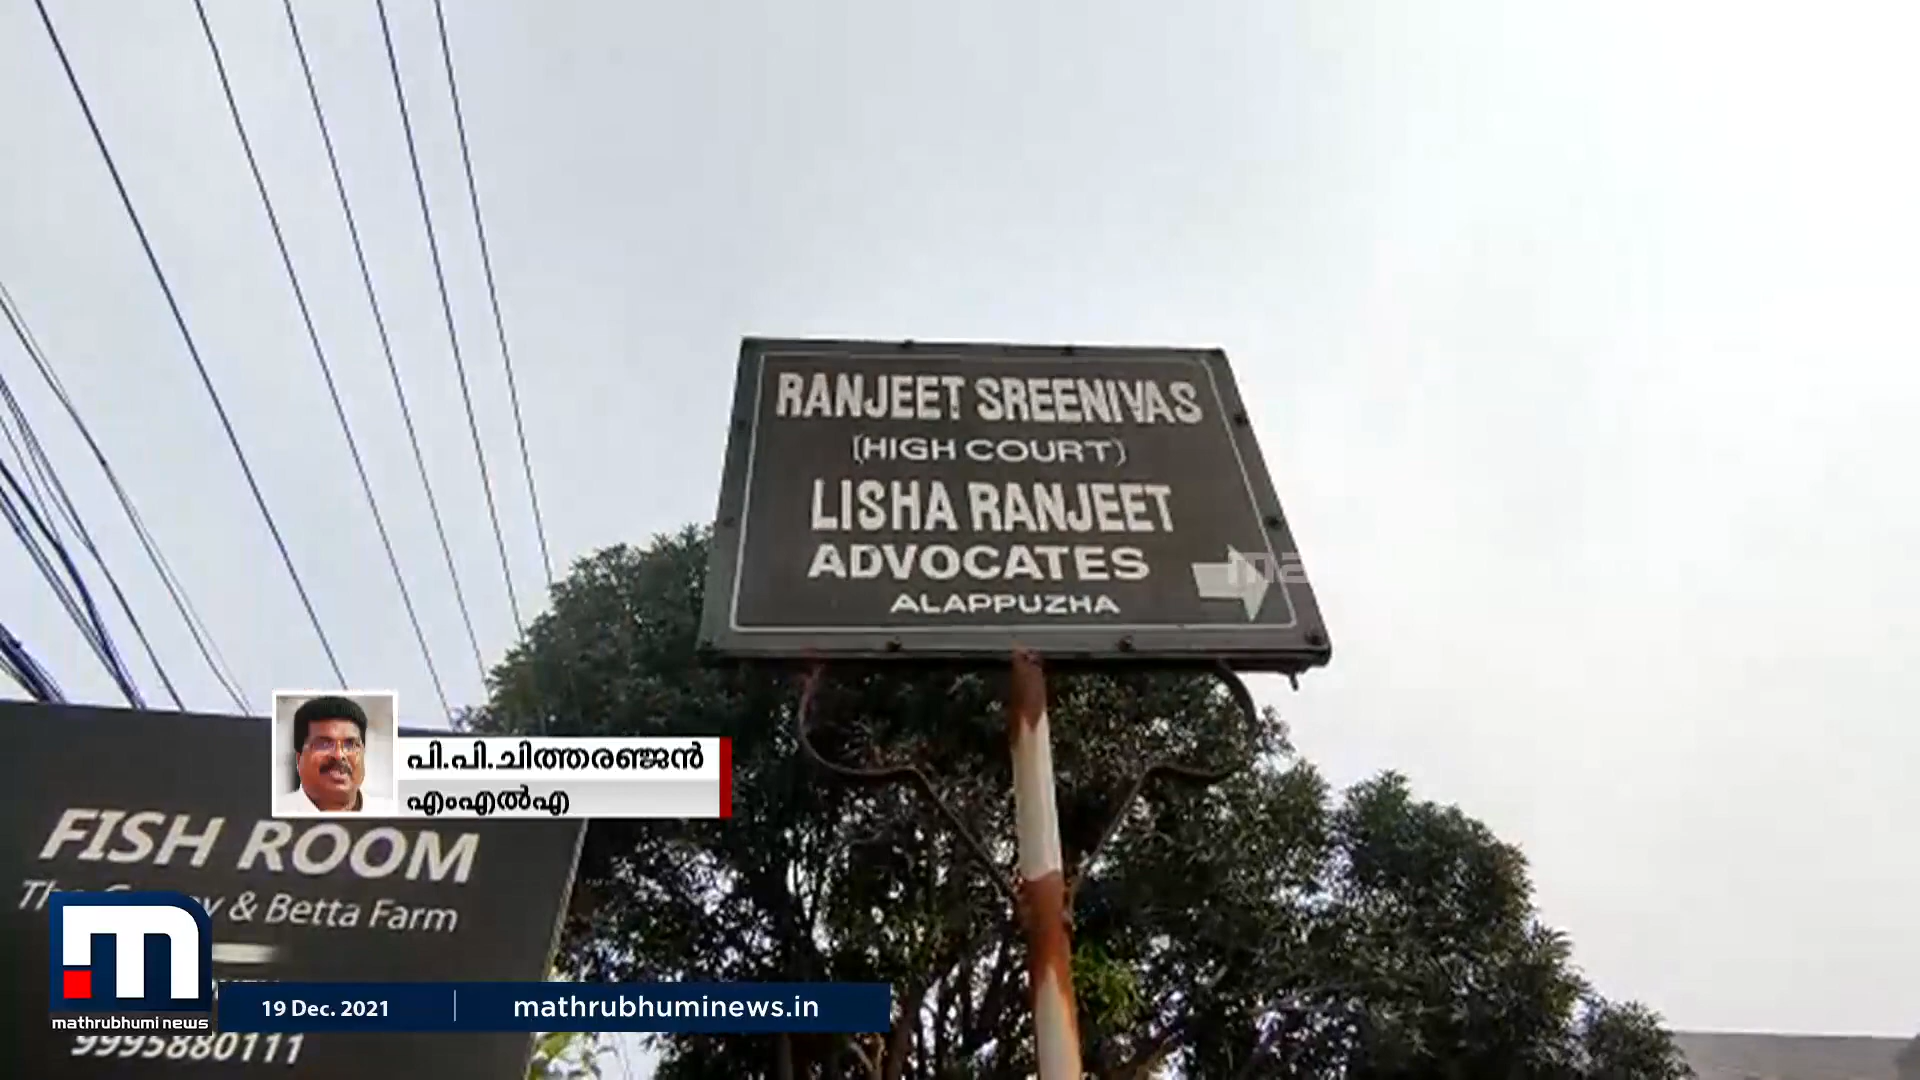 RANJEET SREENIVAS
(HIGH COURT)
LISHA RANJEET
ADVOCATES
ALAPPUZHA
ma
പി.പി.ചിത്തരഞ്ജൻ
എംഎൽഎ
FISH ROOM
& Betta Farm
19 Dec. 2021
mathrubhuminews.in
mathrubhumi news
9995880111